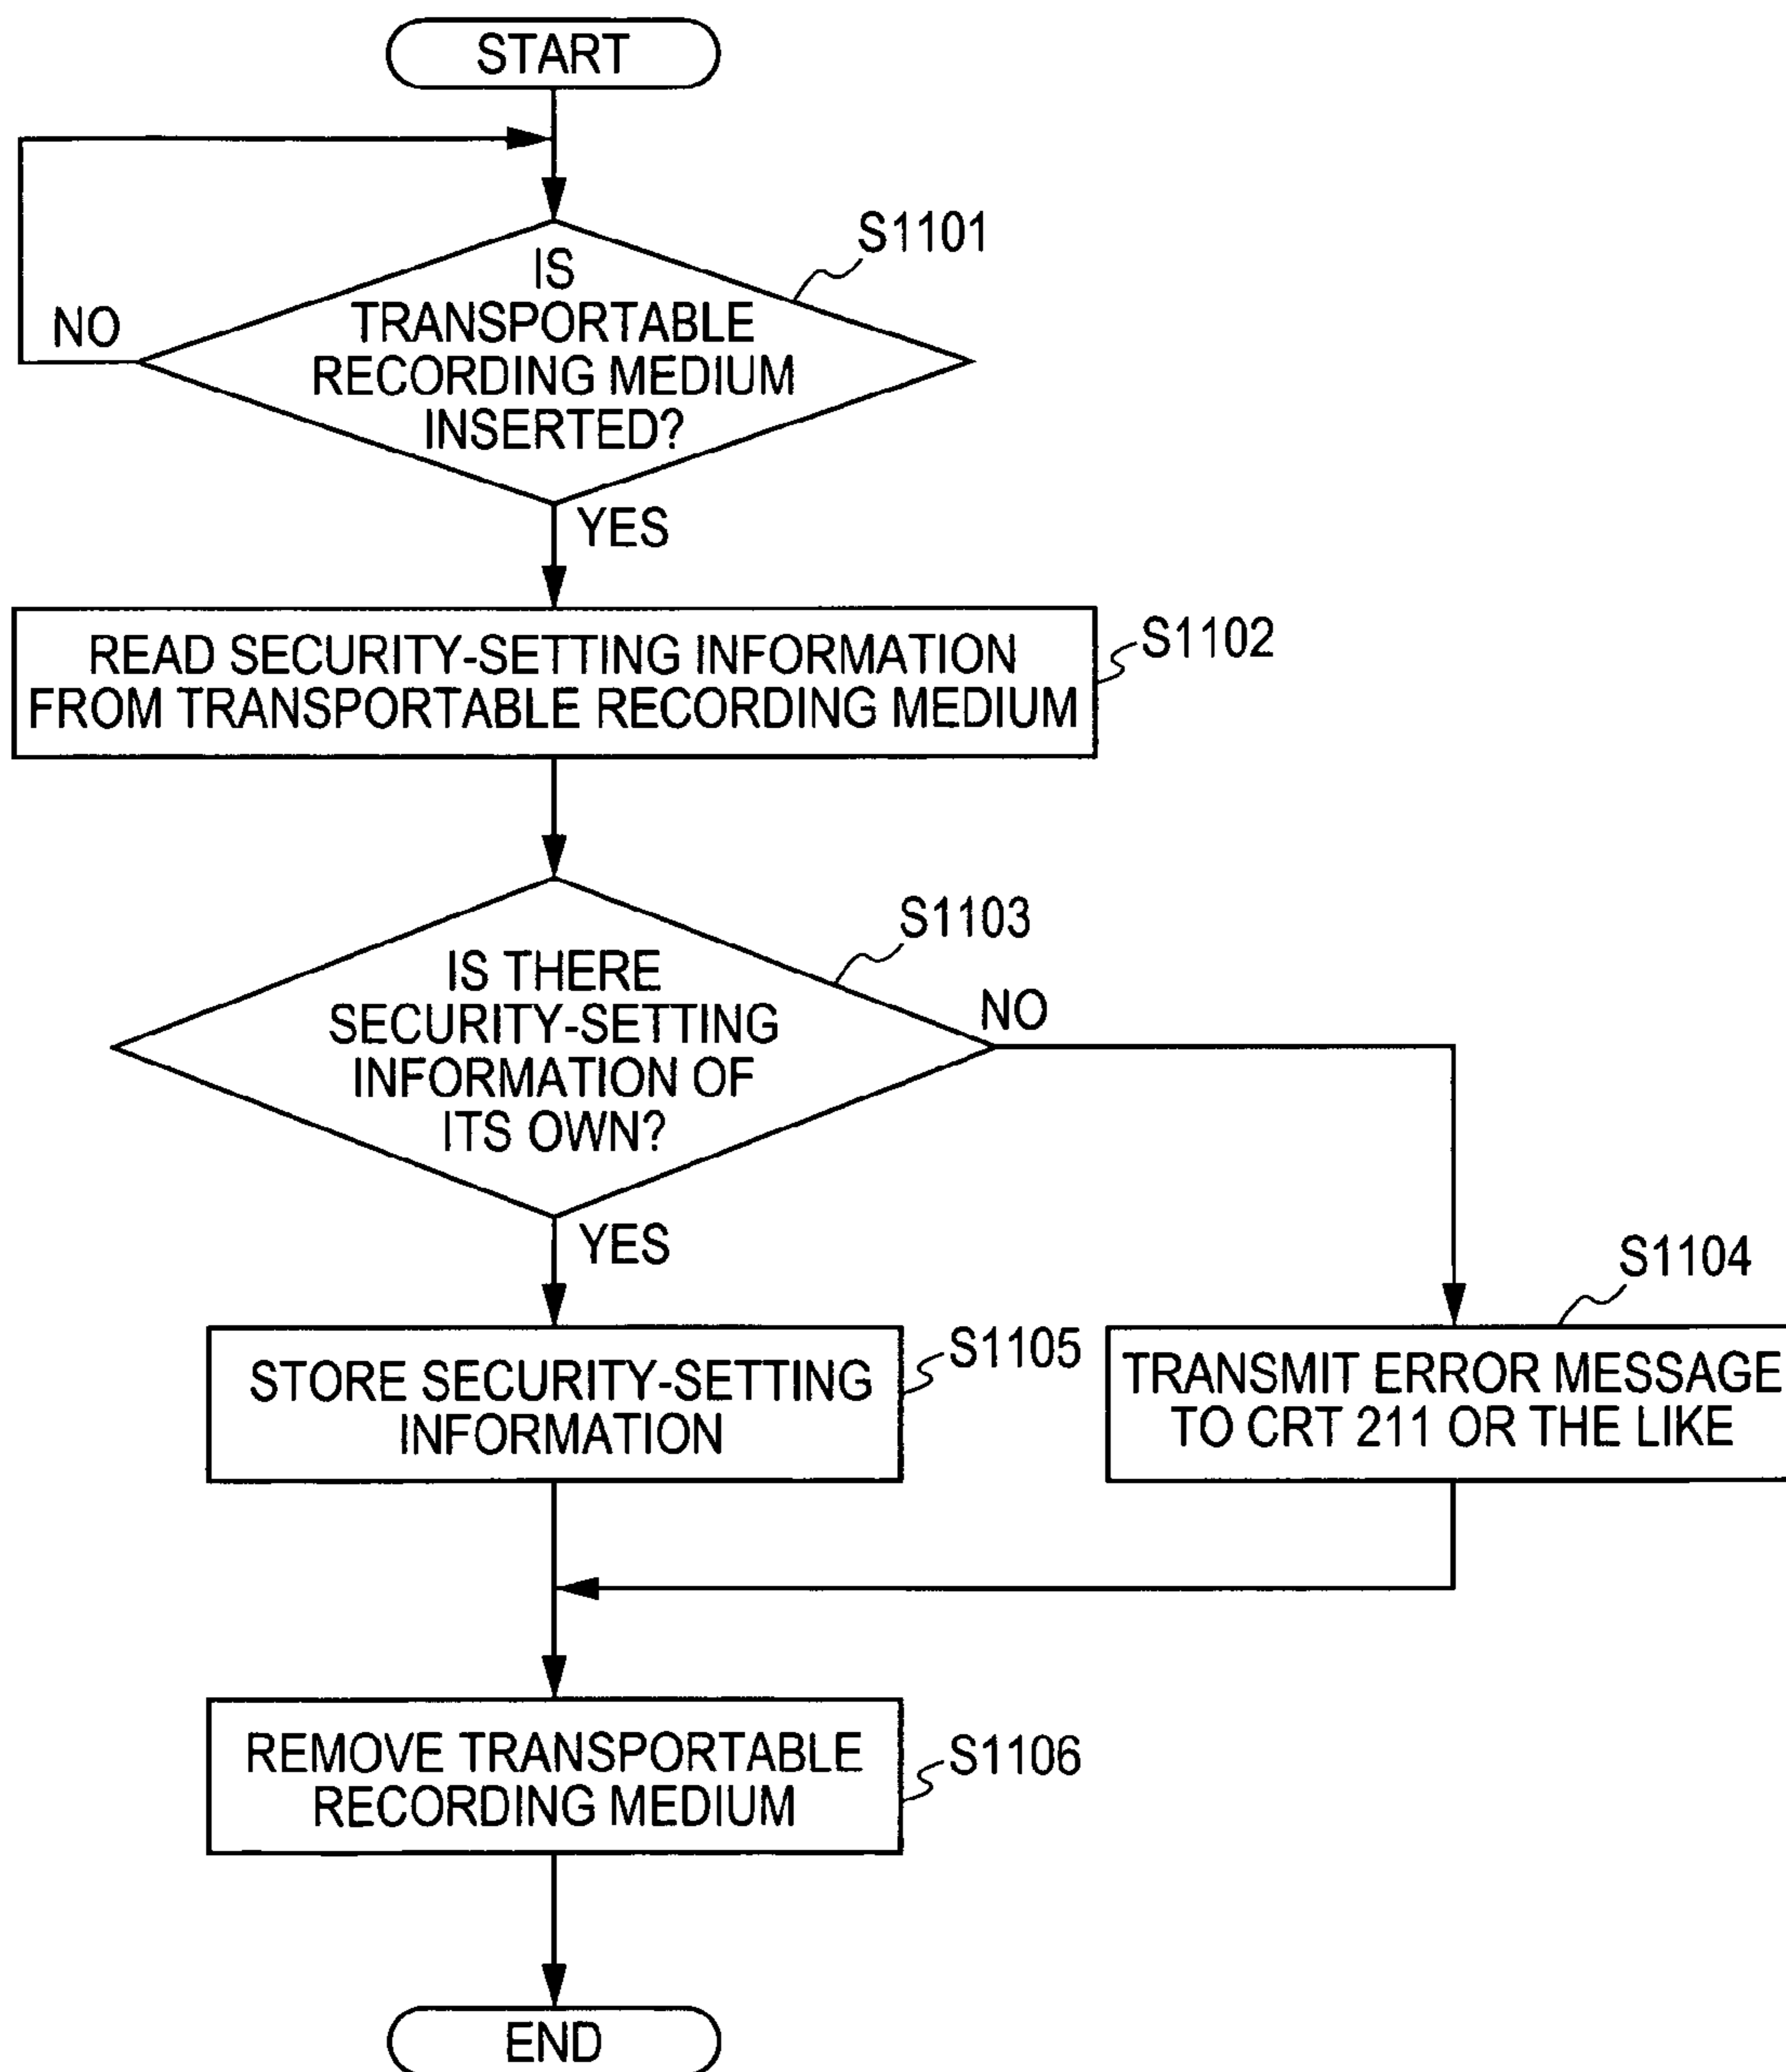 START
S1101
IS
TRANSPORTABLE
RECORDING MEDIUM
INSERTED?
NO
YES
READ SECURITY-SETTING INFORMATION
FROM TRANSPORTABLE RECORDING MEDIUM
S1102
S1103
IS THERE
SECURITY-SETTING
INFORMATION OF
ITS OWN?
NO
YES
S1104
STORE SECURITY-SETTING
INFORMATION
S1105
TRANSMIT ERROR MESSAGE
TO CRT 211 OR THE LIKE
REMOVE TRANSPORTABLE
RECORDING MEDIUM
S1106
END